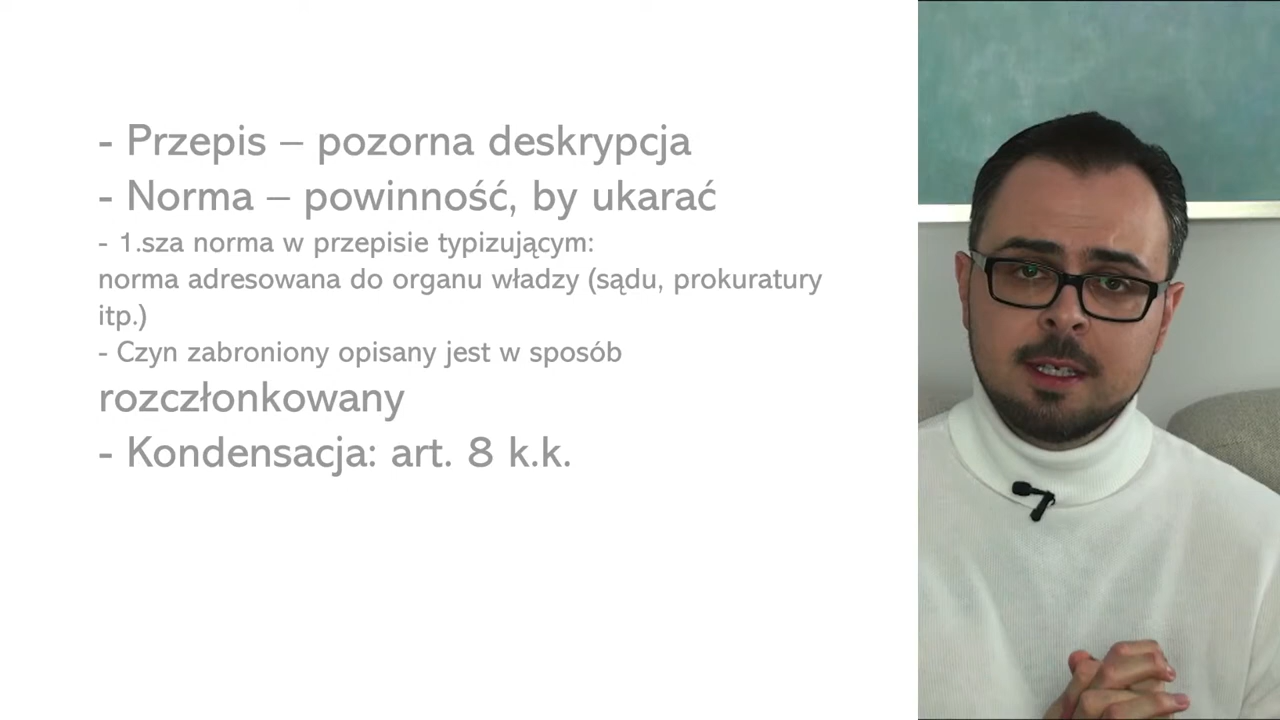 - Przepis – pozorna deskrypcja
- Norma – powinność, by ukarać
- 1.sza norma w przepisie typizującym:
norma adresowana do organu władzy (sądu, prokuratury
itp.)
- Czyn zabroniony opisany jest w sposób
rozczłonkowany
- Kondensacja: art. 8 k.k.